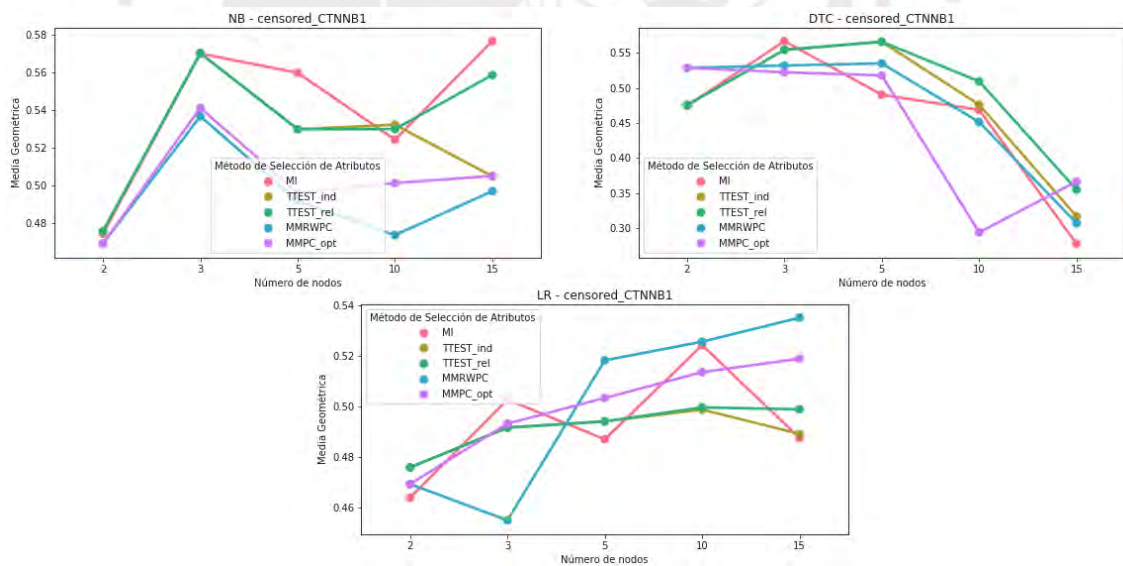 NB - censored_CTNNB1
0.58
0.56
0.54
0.52
0.50
0.48
Media Geométrica
Método de Selección de Atributos
MI
TTEST_ind
TTEST_rel
MMRWPC
MMPC_opt
2 3 5 10 15
Número de nodos
DTC - censored_CTNNB1
0.55
0.50
0.45
0.40
0.35
0.30
Media Geométrica
Método de Selección de Atributos
MI
TTEST_ind
TTEST_rel
MMRWPC
MMPC_opt
2 3 5 10 15
Número de nodos
LR - censored_CTNNB1
0.54
0.52
0.50
0.48
0.46
Media Geométrica
Método de Selección de Atributos
MI
TTEST_ind
TTEST_rel
MMRWPC
MMPC_opt
2 3 5 10 15
Número de nodos